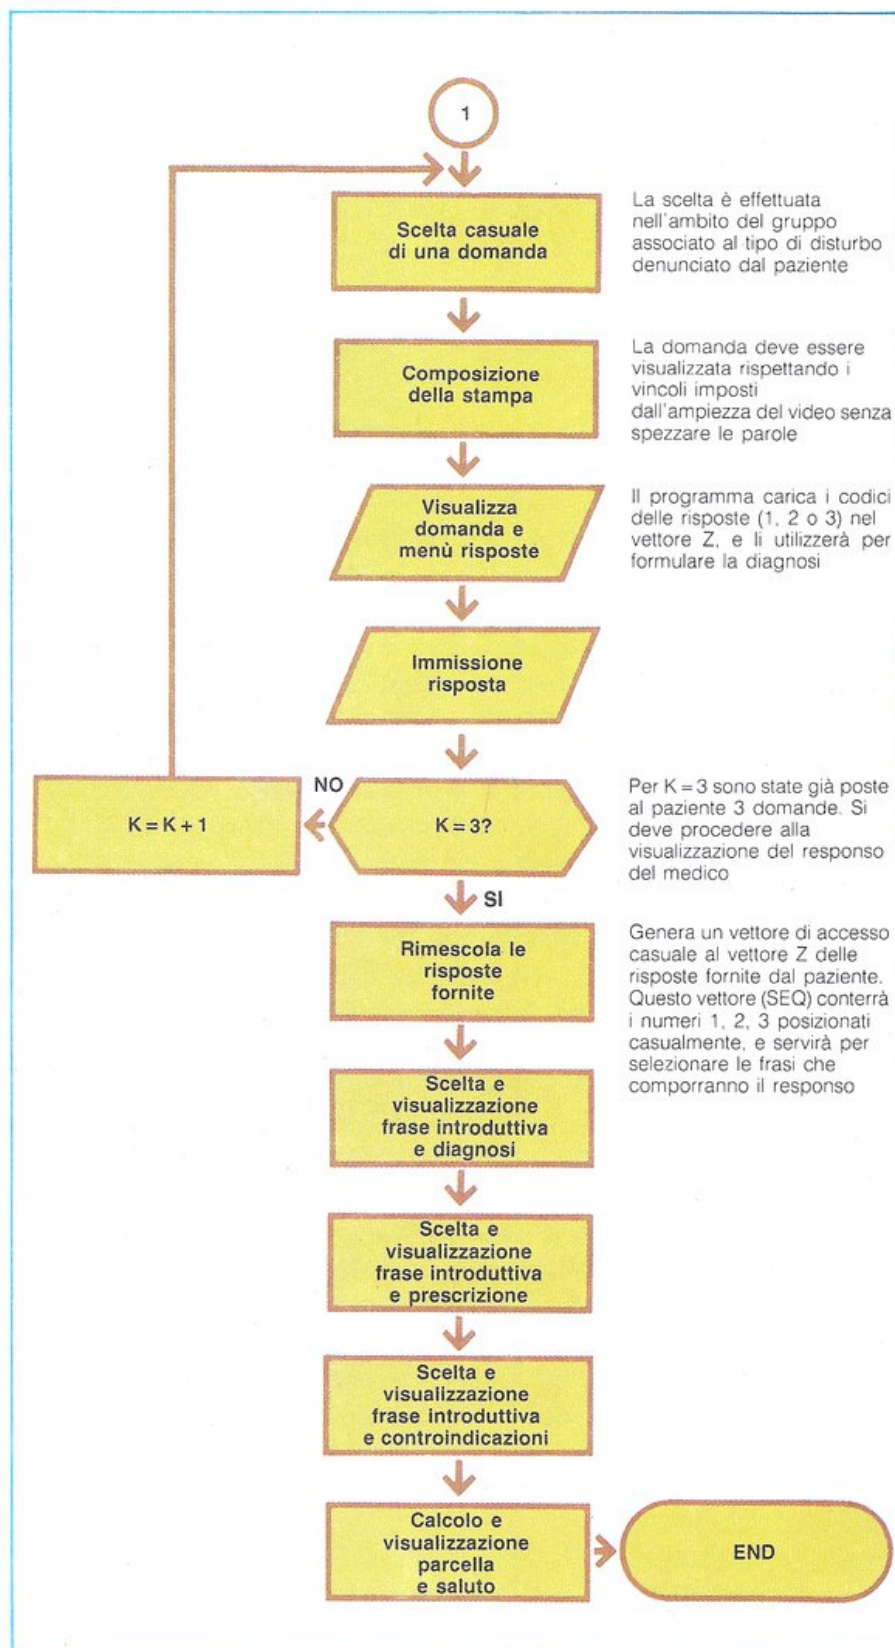 1
Scelta casuale
di una domanda
La scelta è effettuata
nell'ambito del gruppo
associato al tipo di disturbo
denunciato dal paziente
Composizione
della stampa
La domanda deve essere
visualizzata rispettando i
vincoli imposti
dall'ampiezza del video senza
spezzare le parole
Visualizza
domanda e
menù risposte
Il programma carica i codici
delle risposte (1, 2 o 3) nel
vettore Z, e li utilizzerà per
formulare la diagnosi
Immissione
risposta
NO
K = K + 1
K = 3?
Per K = 3 sono state già poste
al paziente 3 domande. Si
deve procedere alla
visualizzazione del responso
del medico
SI
Rimescola le
risposte
fornite
Genera un vettore di accesso
casuale al vettore Z delle
risposte fornite dal paziente.
Questo vettore (SEQ) conterrà
i numeri 1, 2, 3 posizionati
casualmente, e servirà per
selezionare le frasi che
comporranno il responso
Scelta e
visualizzazione
frase introduttiva
e diagnosi
Scelta e
visualizzazione
frase introduttiva
e prescrizione
Scelta e
visualizzazione
frase introduttiva
e controindicazioni
Calcolo e
visualizzazione
parcella
e saluto
END